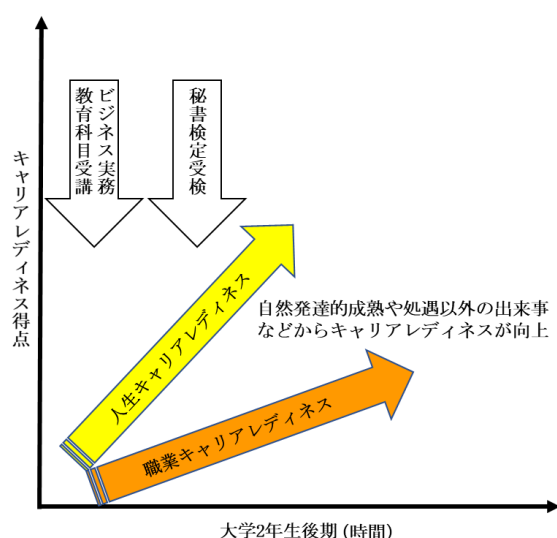 ビジネス実務
教育科目受講
秘書検定受検
キャリアレディネス得点
人生キャリアレディネス
自然発達的成熟や処遇以外の出来事
などからキャリアレディネスが向上
職業キャリアレディネス
大学2年生後期 (時間)